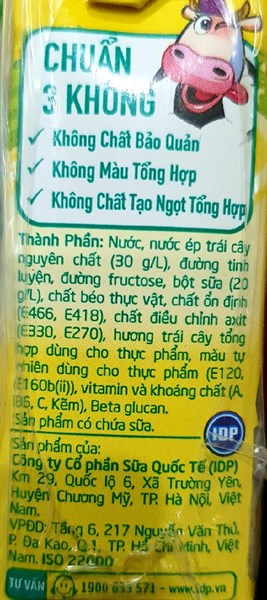 CHUẨN
3 KHÔNG
✓ Không Chất Bảo Quản
✓ Không Màu Tổng Hợp
✓ Không Chất Tạo Ngọt Tổng Hợp
Thành Phần: Nước, nước ép trái cây
nguyên chất (30 g/L), đường tinh
luyện, đường fructose, bột sữa (20
g/L), chất béo thực vật, chất ổn định
(E466, E418), chất điều chỉnh axit
(E330, E270), hương trái cây tổng
hợp dùng cho thực phẩm, màu tự
nhiên dùng cho thực phẩm (E120,
E160b(ii)), vitamin và khoáng chất (A,
B6, C, Kẽm), Beta glucan.
Sản phẩm có chứa sữa.
IDP
Sản phẩm của:
Công ty Cổ phần Sữa Quốc Tế (IDP)
Km 29, Quốc lộ 6, Xã Trường Yên,
Huyện Chương Mỹ, TP. Hà Nội, Việt
Nam.
VPĐD: Tầng 6, 217 Nguyễn Văn Thủ,
P. Đa Kao, Q.1, TP. Hồ Chí Minh, Việt
Nam. ISO 22000
TƯ VẤN 1900 635 571 - www.idp.vn